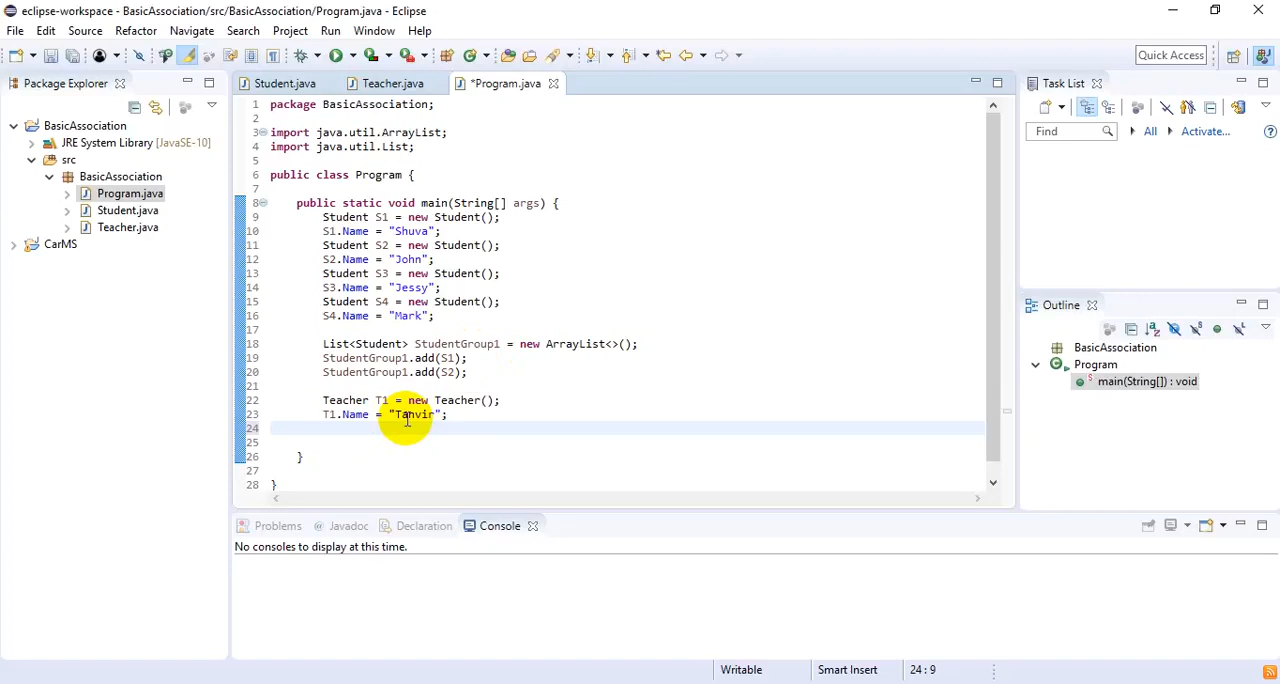 eclipse-workspace - BasicAssociation/src/BasicAssociation/Program.java - Eclipse
File Edit Source Refactor Navigate Search Project Run Window Help
Quick Access
Package Explorer
BasicAssociation
JRE System Library [JavaSE-10]
src
BasicAssociation
Program.java
Student.java
Teacher.java
CarMS
Student.java Teacher.java *Program.java
1 package BasicAssociation;
2
3 import java.util.ArrayList;
4 import java.util.List;
5
6 public class Program {
7
8 public static void main(String[] args) {
9 Student S1 = new Student();
10 S1.Name = "Shuva";
11 Student S2 = new Student();
12 S2.Name = "John";
13 Student S3 = new Student();
14 S3.Name = "Jessy";
15 Student S4 = new Student();
16 S4.Name = "Mark";
17
18 List<Student> StudentGroup1 = new ArrayList<>();
19 StudentGroup1.add(S1);
20 StudentGroup1.add(S2);
21
22 Teacher T1 = new Teacher();
23 T1.Name = "Tanvir";
24
25
26 }
27
28 }
Task List
Find All Activate...
Outline
BasicAssociation
Program
main(String[]) : void
Problems @ Javadoc Declaration Console
No consoles to display at this time.
Writable Smart Insert 24 : 9